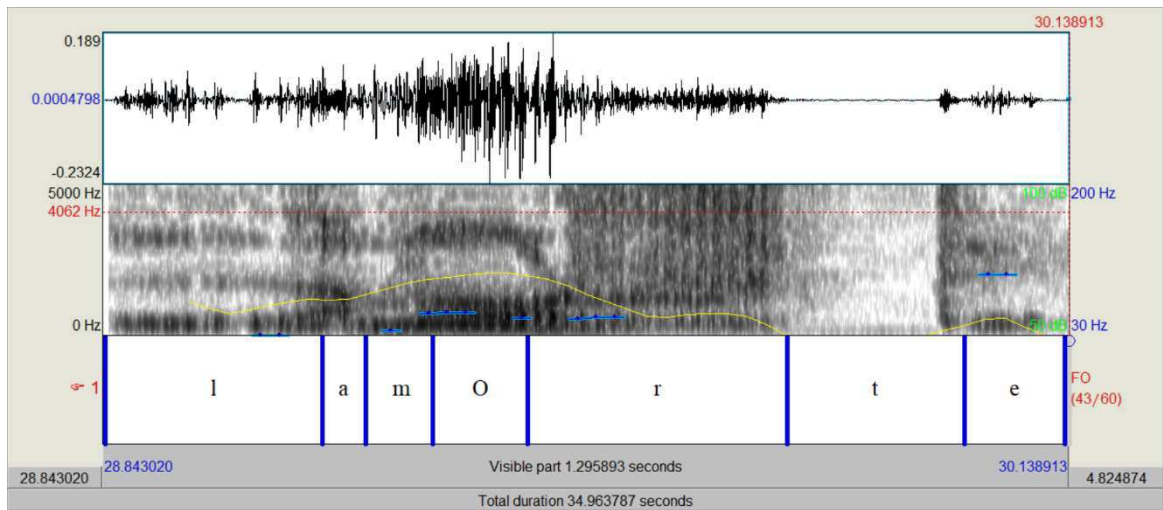 30.138913
0.189
0.0004798
-0.2324
5000 Hz 100 dB 200 Hz
4062 Hz
0 Hz 50 dB 30 Hz
☞ 1 l a m O r t e FO
(43/60)
28.843020 Visible part 1.295893 seconds 30.138913
28.843020 4.824874
Total duration 34.963787 seconds